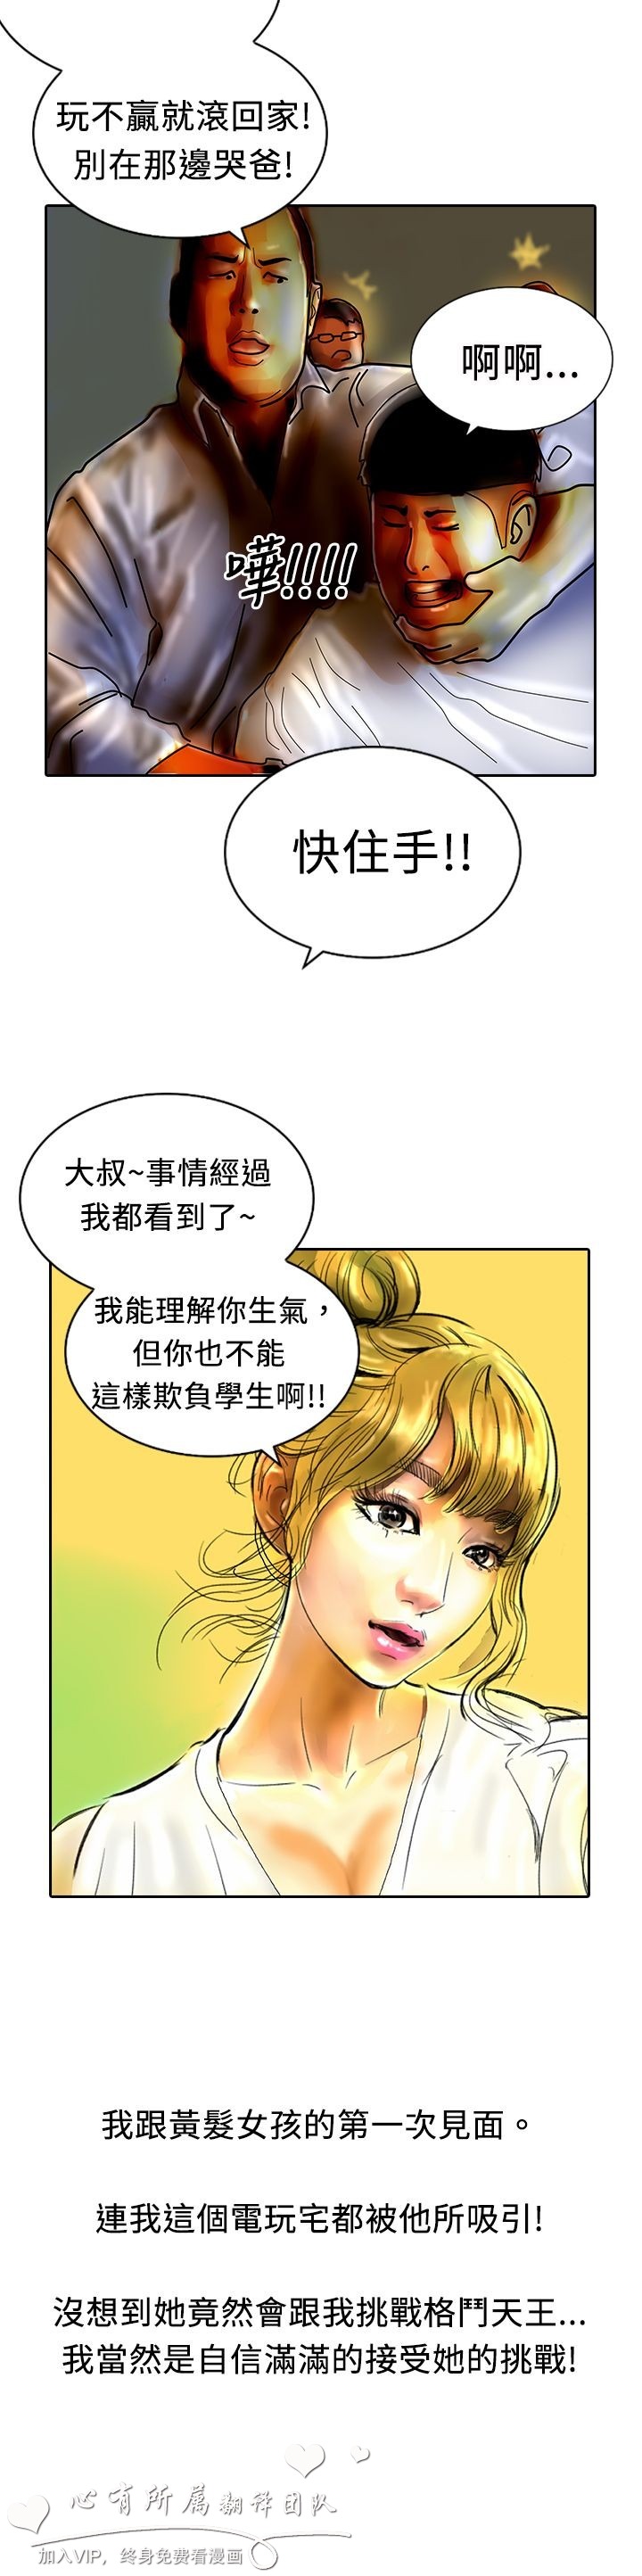 玩不贏就滾回家!
別在那邊哭爸!
啊啊...
嘩!!!!
快住手!!
大叔~事情經過
我都看到了~
我能理解你生氣，
但你也不能
這樣欺負學生啊!!
我跟黃髮女孩的第一次見面。
連我這個電玩宅都被他所吸引!
沒想到她竟然會跟我挑戰格鬥天王...
我當然是自信滿滿的接受她的挑戰!
心有所属翻译团队
加入VIP，终身免费看漫画